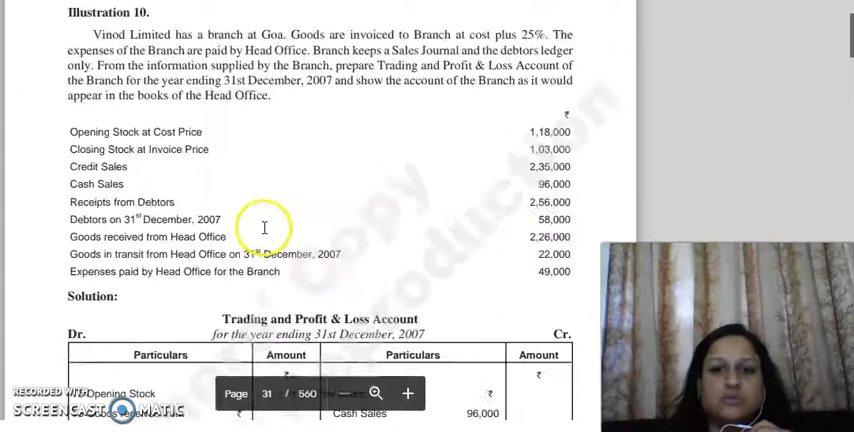 Illustration 10.
Vinod Limited has a branch at Goa. Goods are invoiced to Branch at cost plus 25%. The
expenses of the Branch are paid by Head Office. Branch keeps a Sales Journal and the debtors ledger
only. From the information supplied by the Branch, prepare Trading and Profit & Loss Account of
the Branch for the year ending 31st December, 2007 and show the account of the Branch as it would
appear in the books of the Head Office.
₹
Opening Stock at Cost Price 1,18,000
Closing Stock at Invoice Price 1,03,000
Credit Sales 2,35,000
Cash Sales 96,000
Receipts from Debtors 2,56,000
Debtors on 31st December, 2007 58,000
Goods received from Head Office 2,26,000
Goods in transit from Head Office on 31st December, 2007 22,000
Expenses paid by Head Office for the Branch 49,000
Solution:
Trading and Profit & Loss Account
Dr. for the year ending 31st December, 2007 Cr.
Particulars Amount Particulars Amount
₹ ₹
Opening Stock ₹
₹ Cash Sales 96,000
Page 31 / 560
RECORDED WITH
SCREENCAST MATIC
Copy
reproduction